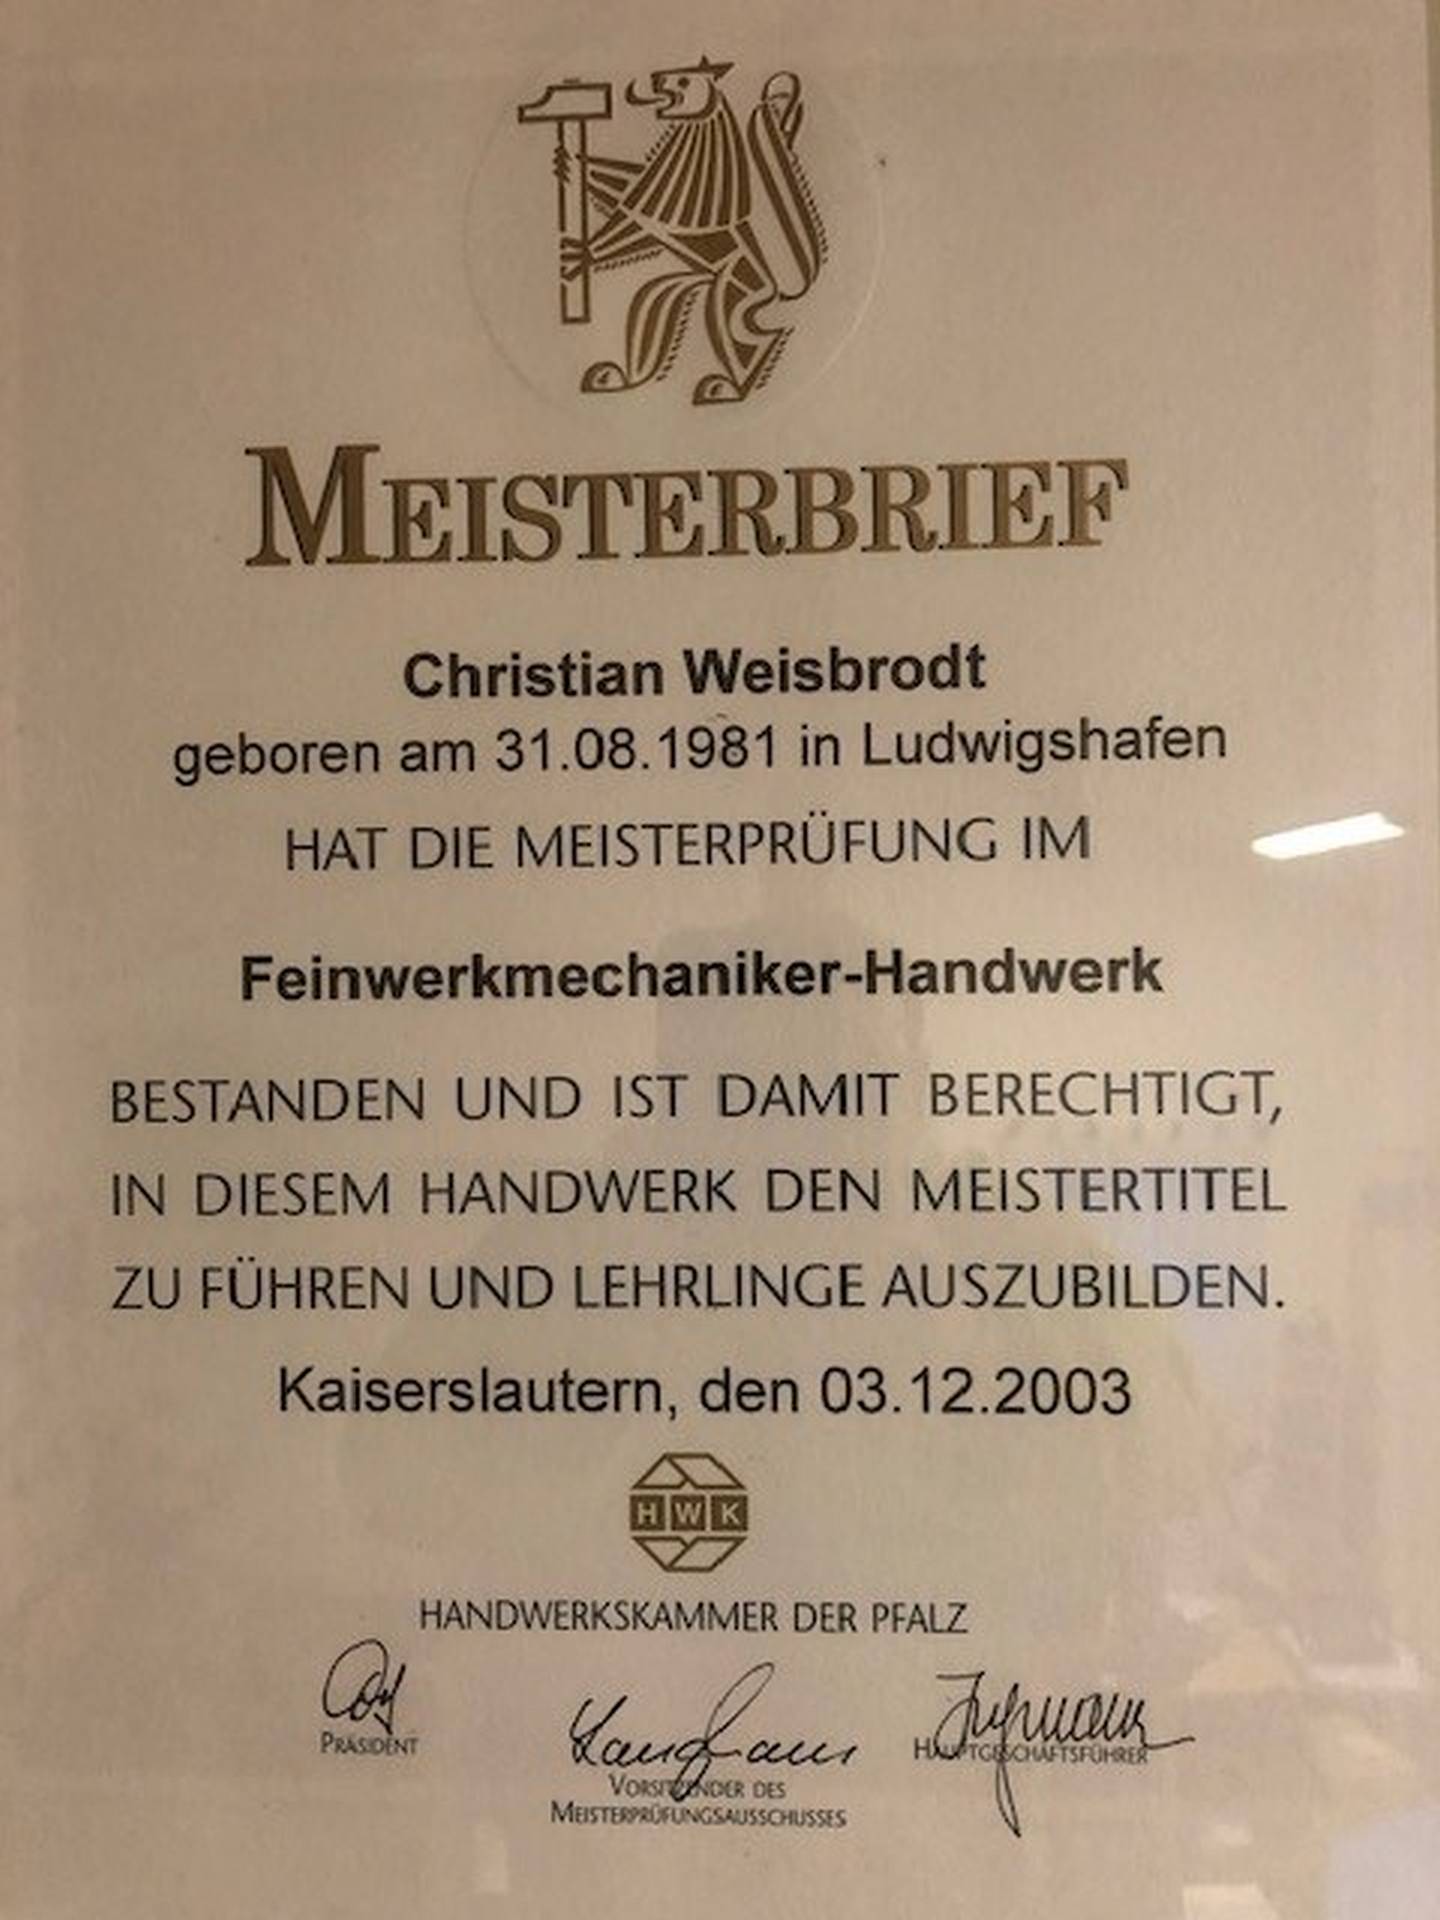 MEISTERBRIEF
Christian Weisbrodt
geboren am 31.08.1981 in Ludwigshafen
HAT DIE MEISTERPRÜFUNG IM
Feinwerkmechaniker-Handwerk
BESTANDEN UND IST DAMIT BERECHTIGT,
IN DIESEM HANDWERK DEN MEISTERTITEL
ZU FÜHREN UND LEHRLINGE AUSZUBILDEN.
Kaiserslautern, den 03.12.2003
HWK
HANDWERKSKAMMER DER PFALZ
PRÄSIDENT
HAUPTGESCHÄFTSFÜHRER
VORSITZENDER DES
MEISTERPRÜFUNGSAUSSCHUSSES